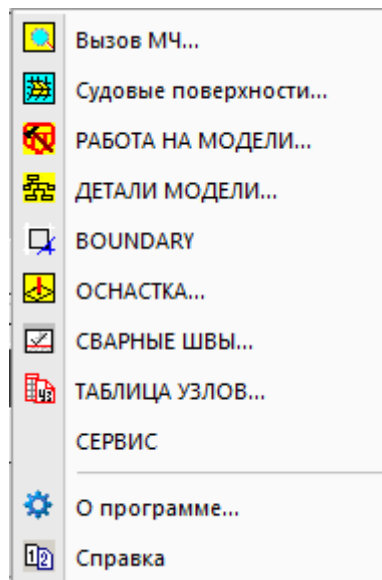 Вызов МЧ...
Судовые поверхности...
РАБОТА НА МОДЕЛИ...
ДЕТАЛИ МОДЕЛИ...
BOUNDARY
ОСНАСТКА...
СВАРНЫЕ ШВЫ...
ТАБЛИЦА УЗЛОВ...
СЕРВИС
О программе...
Справка